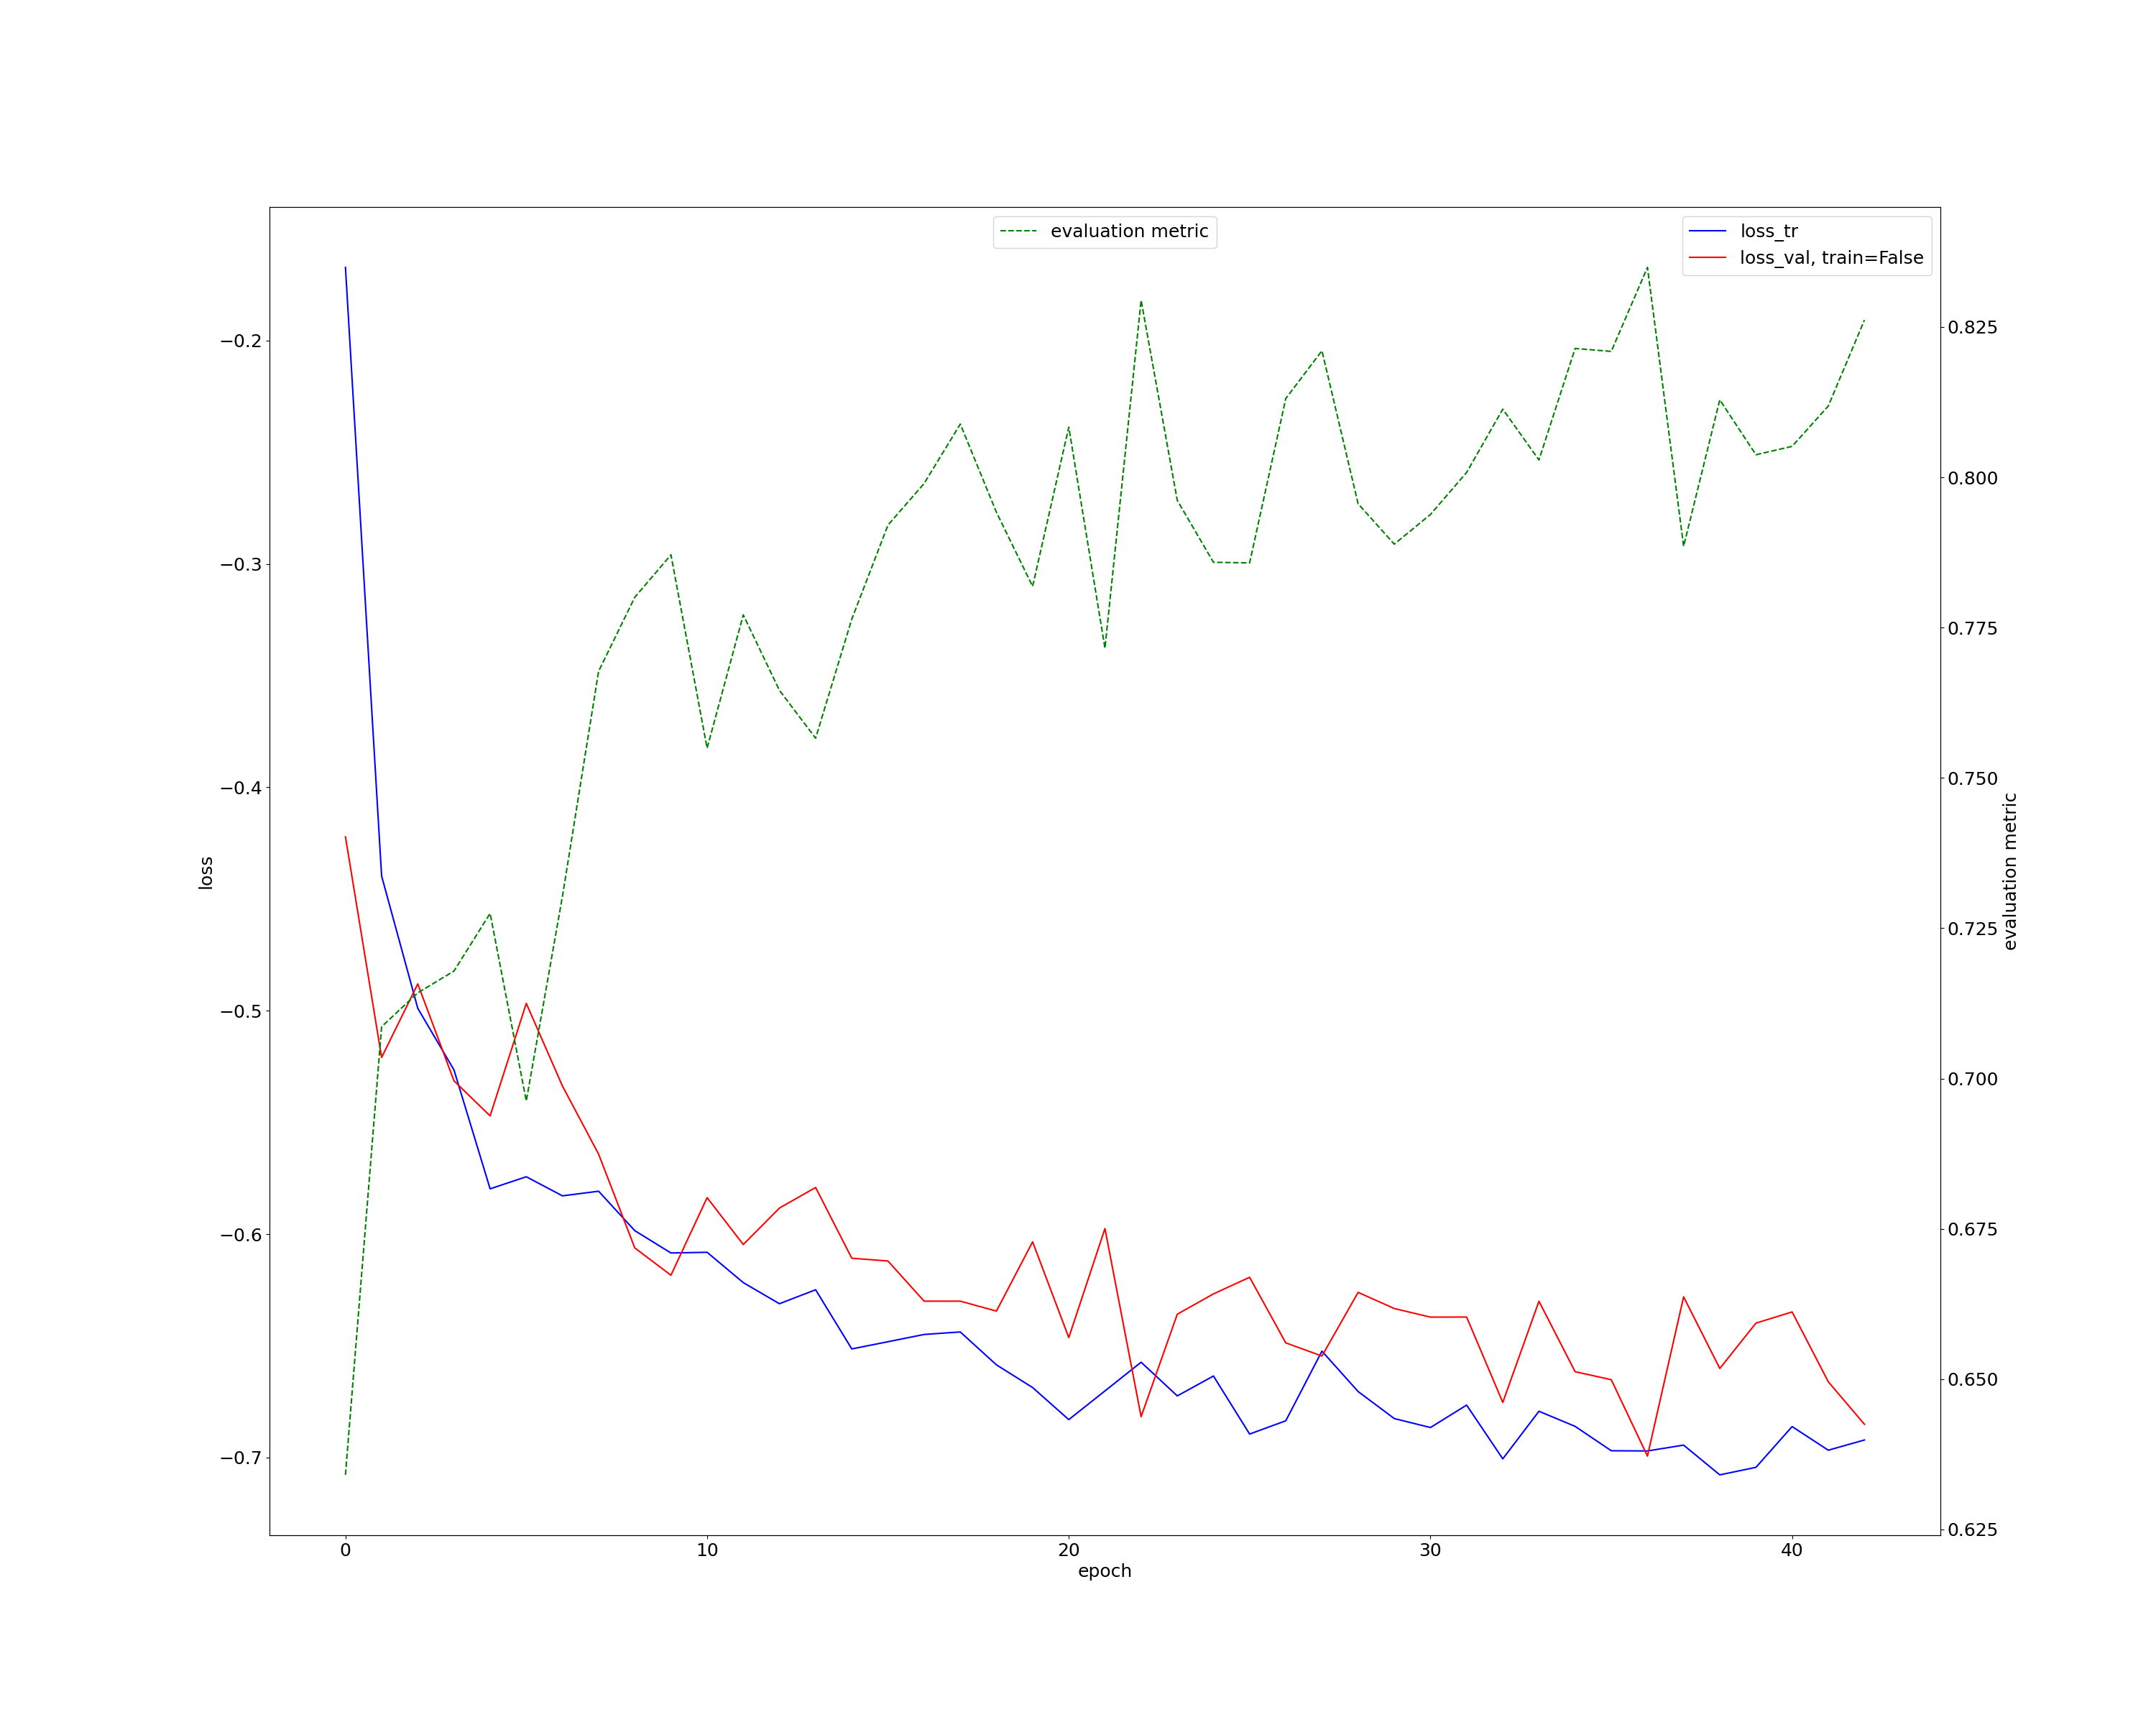 evaluation metric
loss_tr
loss_val, train=False
−0.2
−0.3
−0.4
−0.5
−0.6
−0.7
loss
0.825
0.800
0.775
0.750
0.725
0.700
0.675
0.650
0.625
evaluation metric
0 10 20 30 40
epoch